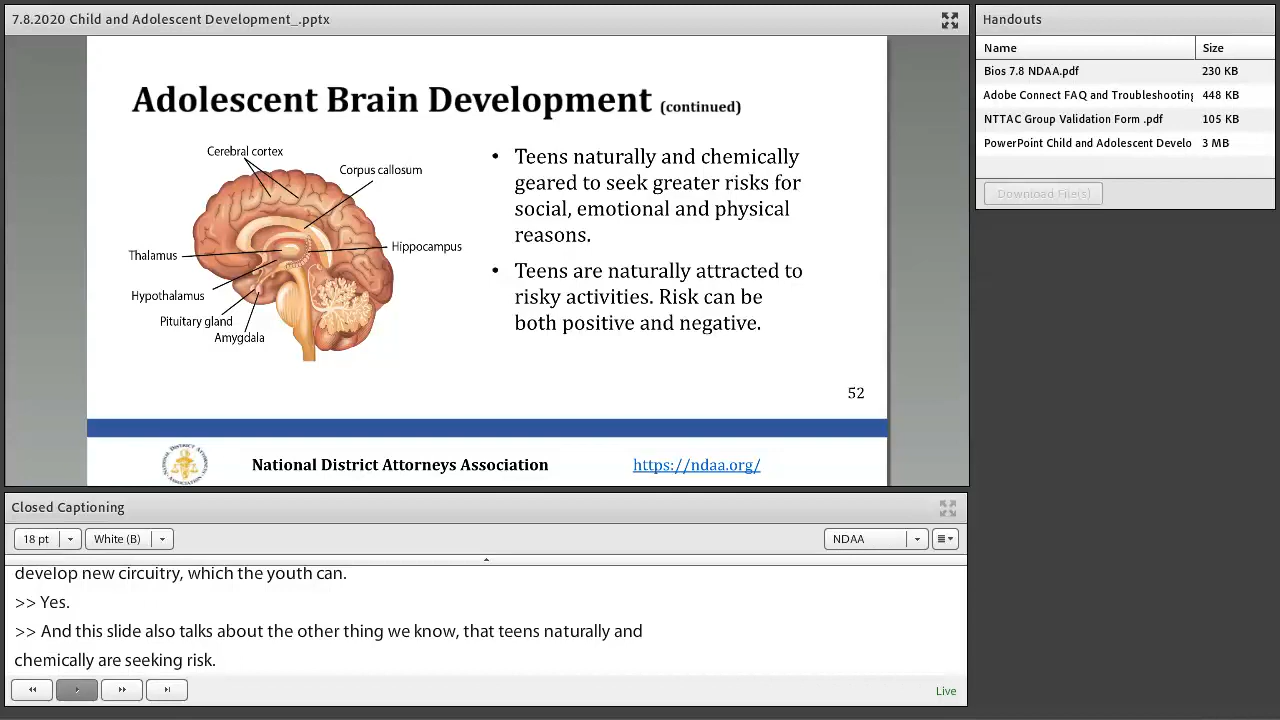 7.8.2020 Child and Adolescent Development_.pptx
Adolescent Brain Development (continued)
Cerebral cortex
Corpus callosum
Thalamus
Hippocampus
Hypothalamus
Pituitary gland
Amygdala
• Teens naturally and chemically
geared to seek greater risks for
social, emotional and physical
reasons.
• Teens are naturally attracted to
risky activities. Risk can be
both positive and negative.
52
NATIONAL DISTRICT ATTORNEYS ASSOCIATION
National District Attorneys Association
https://ndaa.org/
Handouts
Name Size
Bios 7.8 NDAA.pdf 230 KB
Adobe Connect FAQ and Troubleshooting 448 KB
NTTAC Group Validation Form .pdf 105 KB
PowerPoint Child and Adolescent Develo 3 MB
Download File(s)
Closed Captioning
18 pt White (B) NDAA
develop new circuitry, which the youth can.
>> Yes.
>> And this slide also talks about the other thing we know, that teens naturally and
chemically are seeking risk.
Live